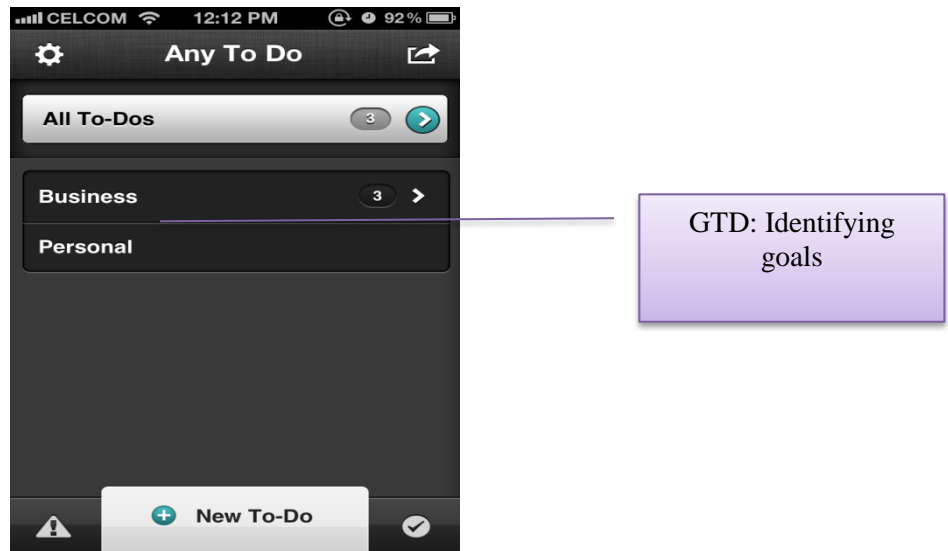 CELCOM 12:12 PM 92%
Any To Do
All To-Dos 3
Business 3
Personal
New To-Do
GTD: Identifying
goals